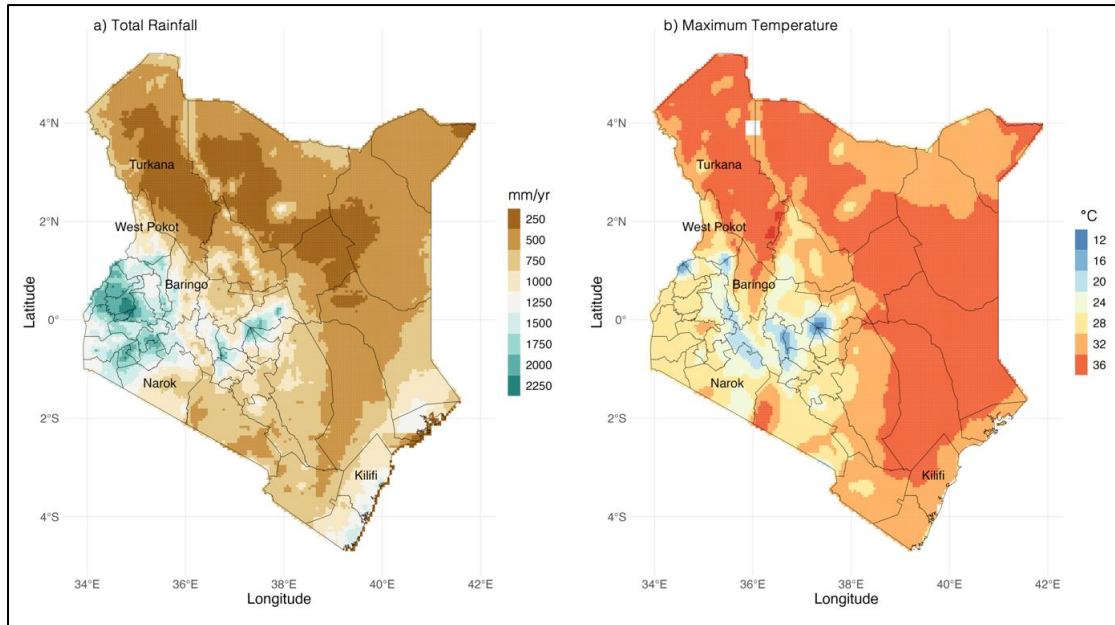 a) Total Rainfall
4°N
2°N
0°
2°S
4°S
Latitude
Turkana
West Pokot
Baringo
Narok
Kilifi
34°E
36°E
38°E
40°E
42°E
Longitude
mm/yr
250
500
750
1000
1250
1500
1750
2000
2250
b) Maximum Temperature
4°N
2°N
0°
2°S
4°S
Latitude
Turkana
West Pokot
Baringo
Narok
Kilifi
34°E
36°E
38°E
40°E
42°E
Longitude
°C
12
16
20
24
28
32
36